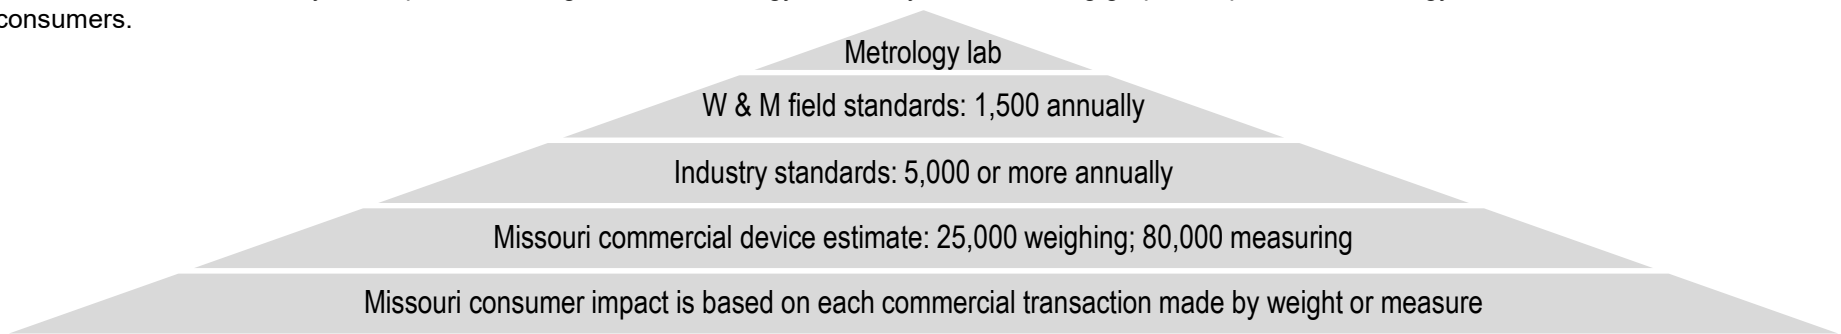 consumers.
Metrology lab
W & M field standards: 1,500 annually
Industry standards: 5,000 or more annually
Missouri commercial device estimate: 25,000 weighing; 80,000 measuring
Missouri consumer impact is based on each commercial transaction made by weight or measure